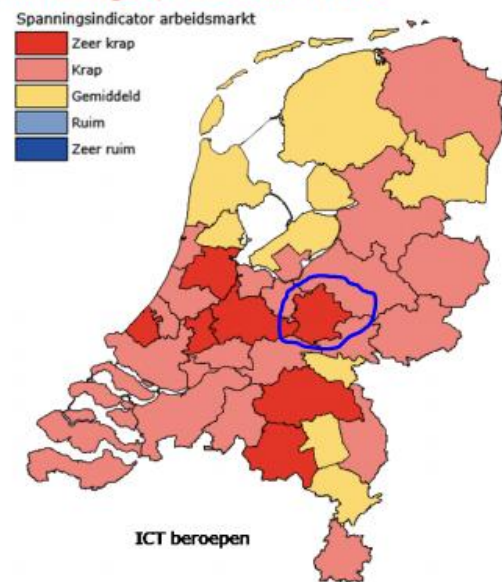 Spanningsindicator arbeidsmarkt
Zeer krap
Krap
Gemiddeld
Ruim
Zeer ruim
ICT beroepen